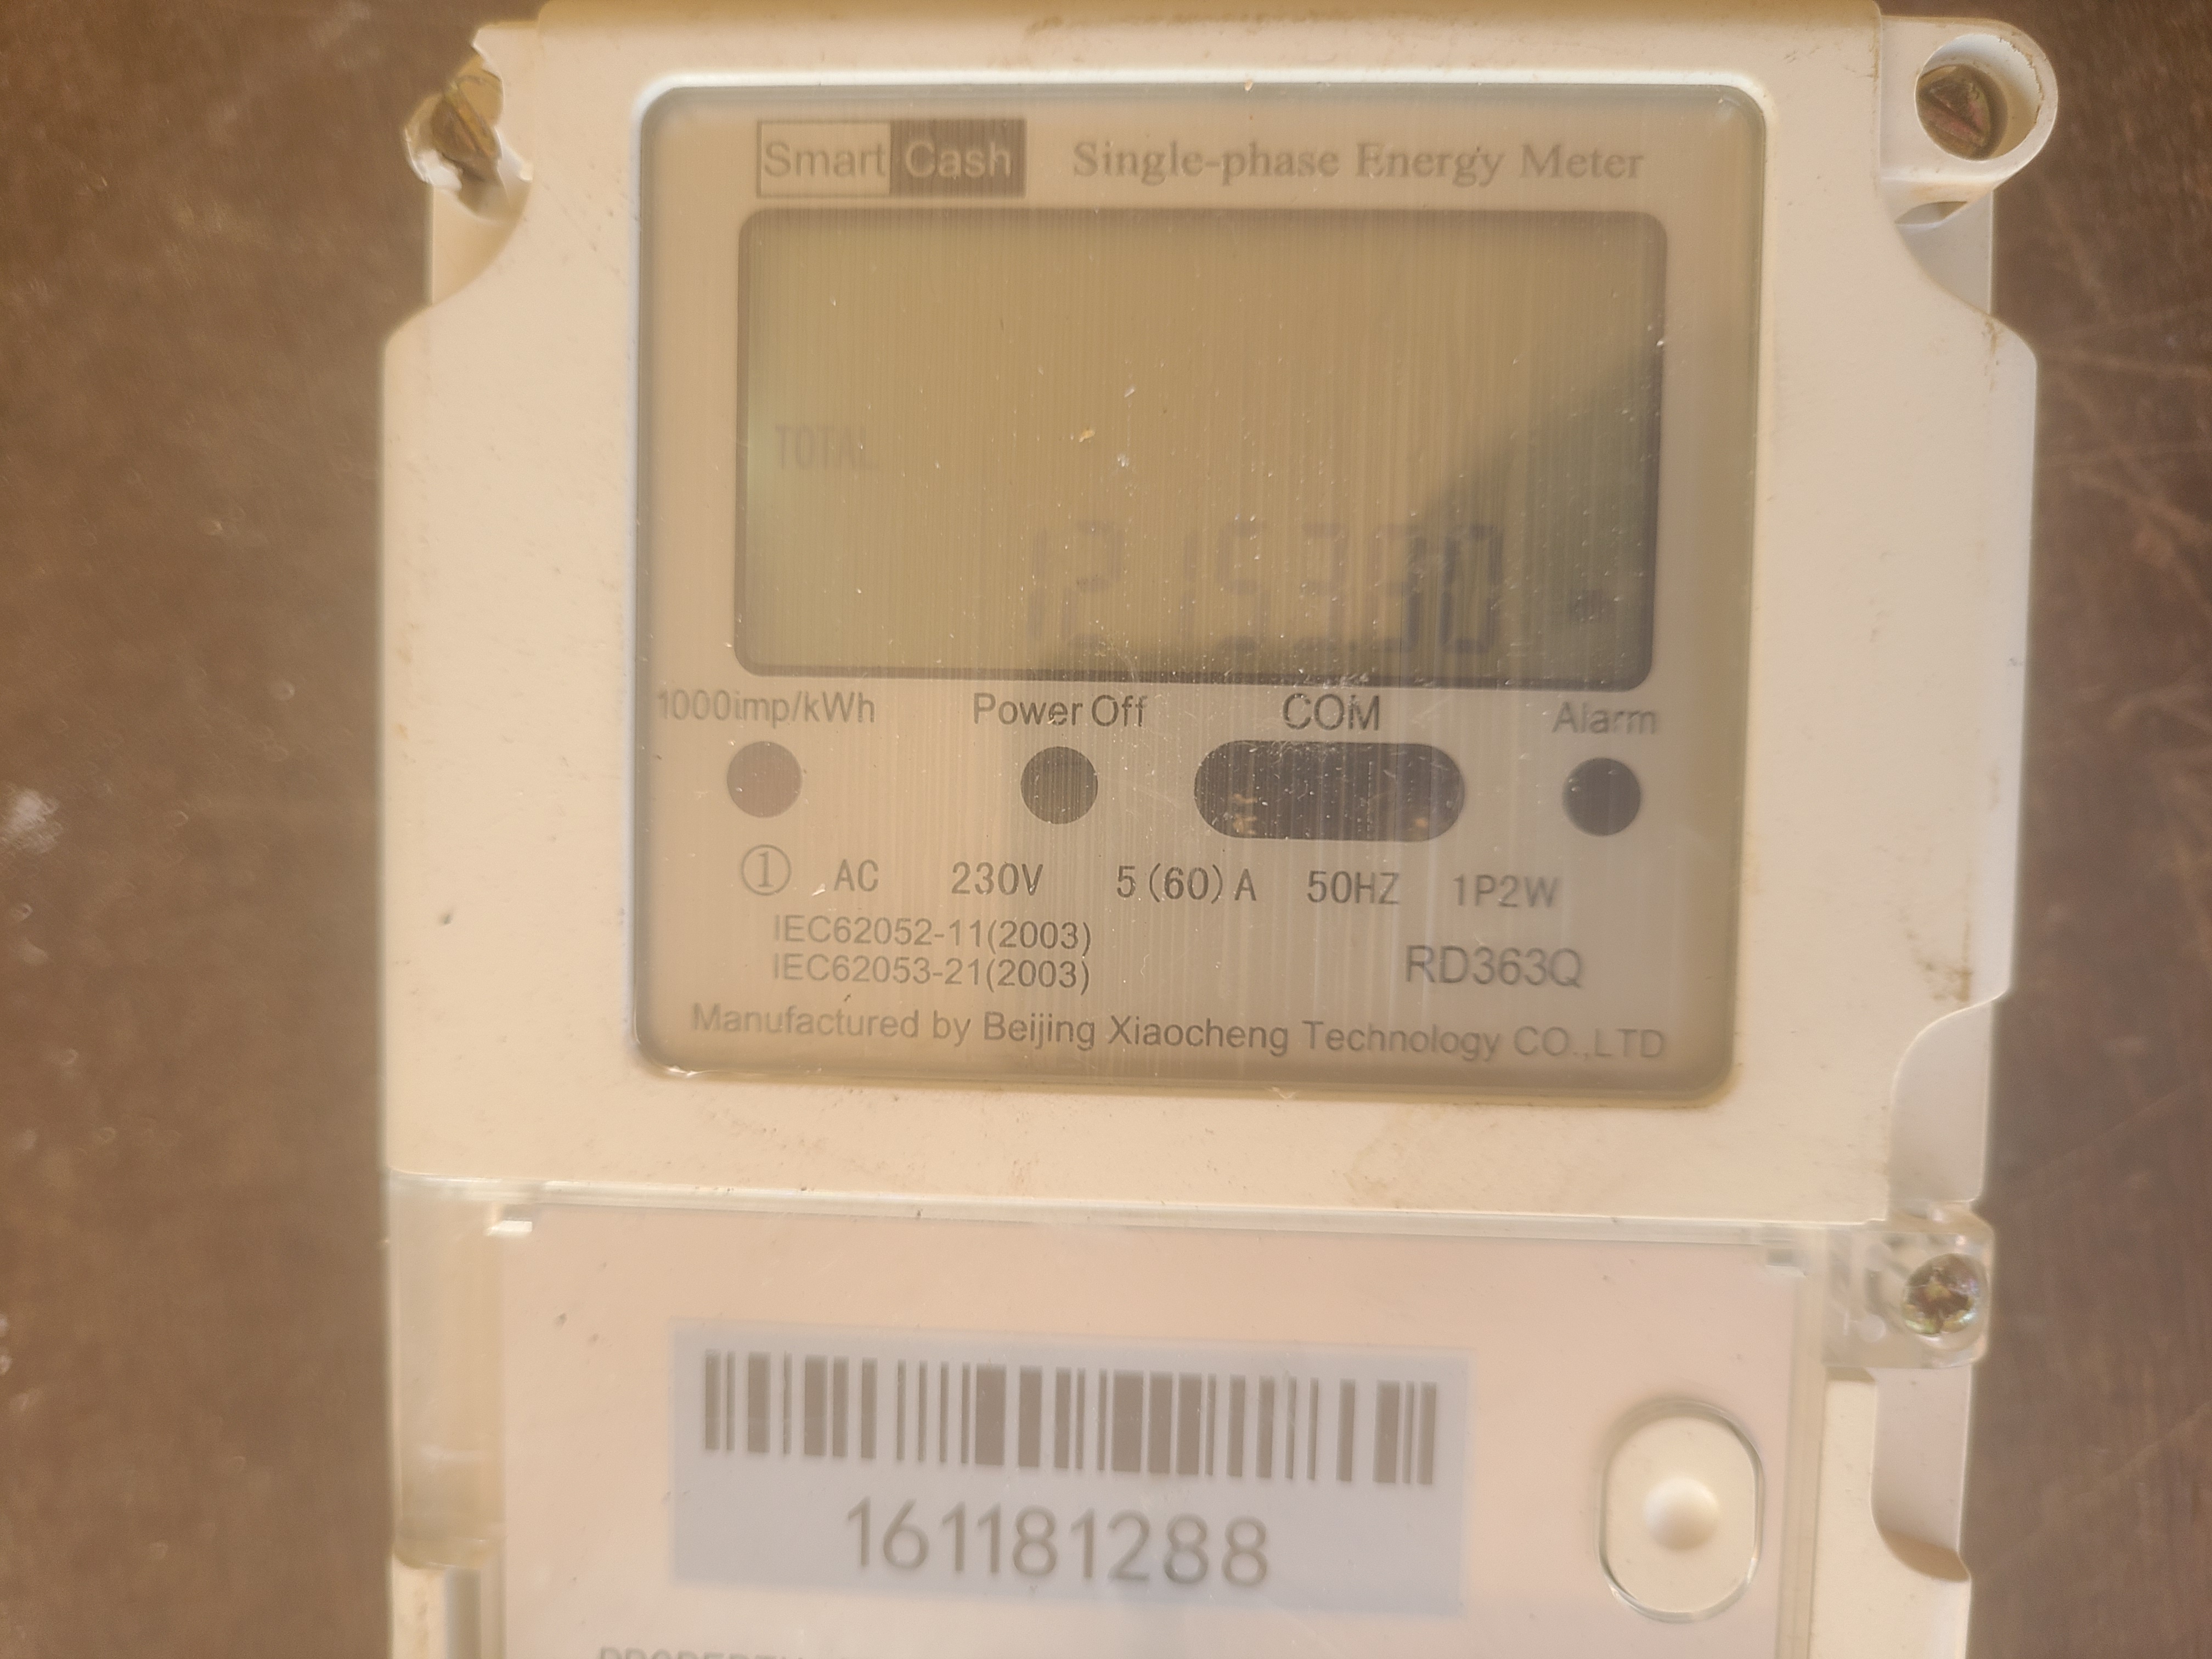 Smart Cash Single-phase Energy Meter
TOTAL
1000imp/kWh Power Off COM Alarm
① AC 230V 5(60)A 50HZ 1P2W
IEC62052-11(2003)
IEC62053-21(2003) RD363Q
Manufactured by Beijing Xiaocheng Technology CO.,LTD
161181288